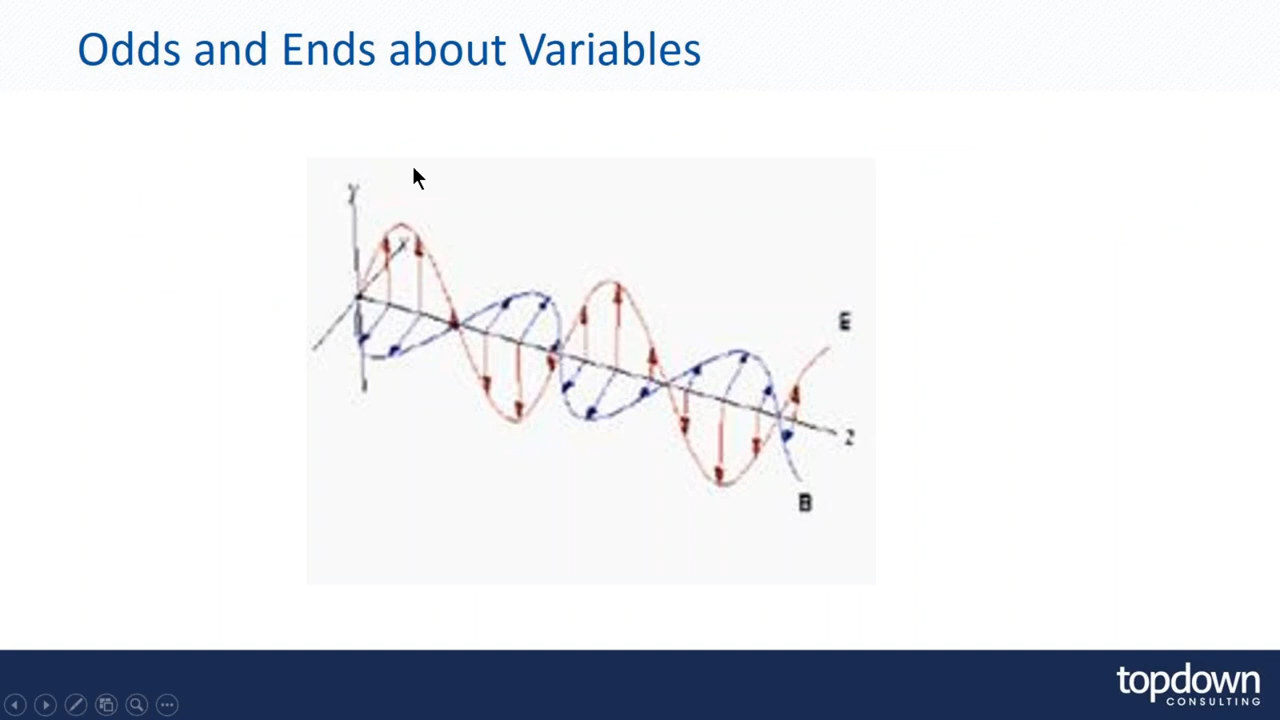 Odds and Ends about Variables
y
x
E
z
B
topdown
CONSULTING